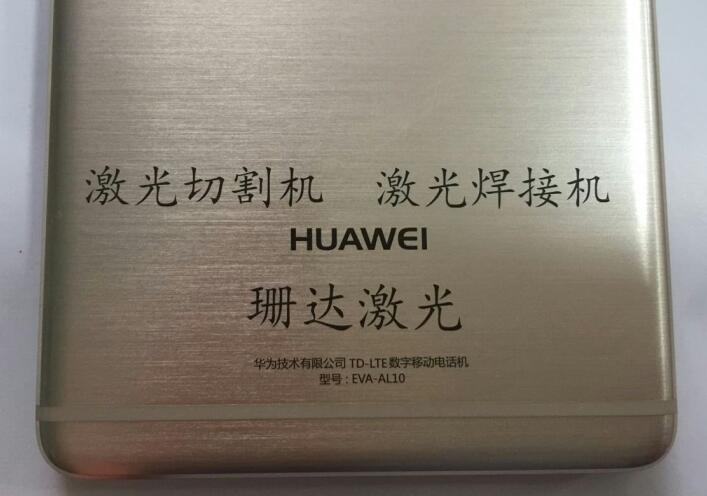 激光切割机 激光焊接机
HUAWEI
珊达激光
华为技术有限公司 TD-LTE 数字移动电话机
型号：EVA-AL10